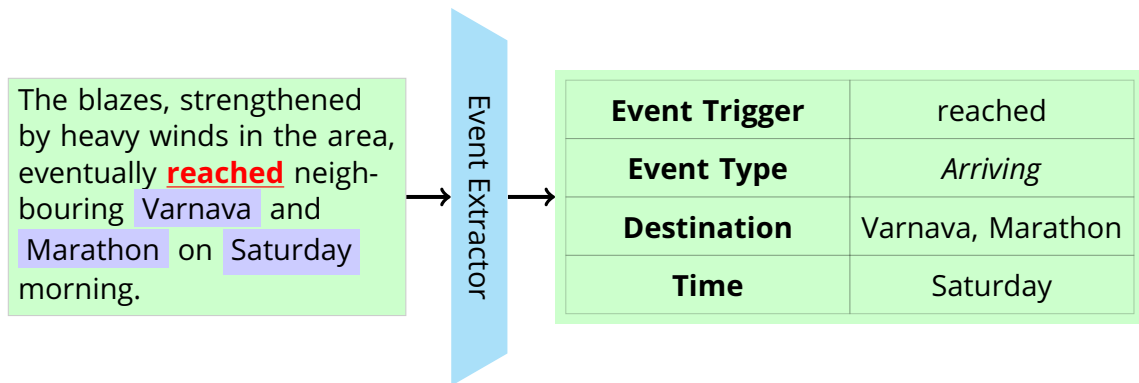 The blazes, strengthened
by heavy winds in the area,
eventually reached neigh-
bouring Varnava and
Marathon on Saturday
morning.
Event Extractor
Event Trigger reached
Event Type Arriving
Destination Varnava, Marathon
Time Saturday